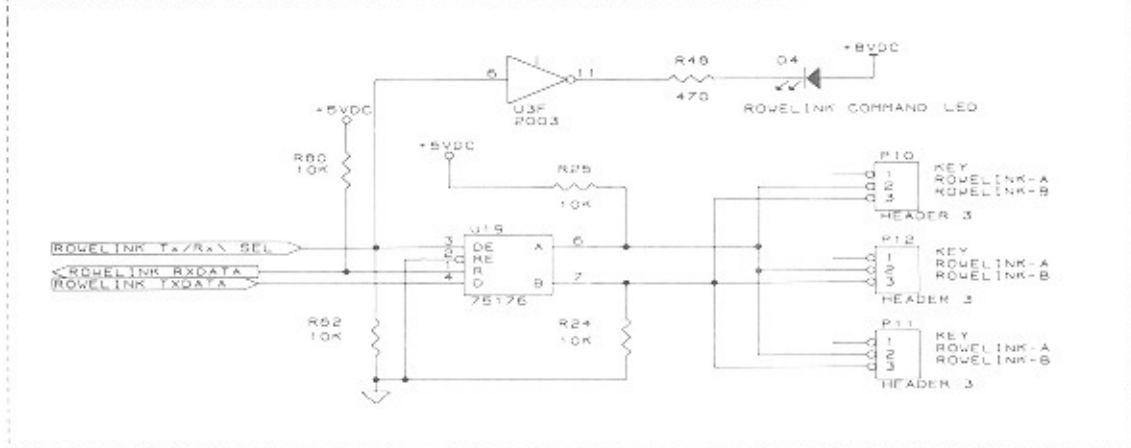 +8VDC
R48
D4
6
11
470
U3F
2003
ROWELINK COMMAND LED
+5VDC
+5VDC
R80
10K
R25
10K
P10
KEY
1
ROWELINK-A
2
ROWELINK-B
3
HEADER 3
U19
ROWELINK Tx/Rx\ SEL
3
DE
A
6
RE
ROWELINK RXDATA
R
ROWELINK TXDATA
4
D
B
7
75176
P12
KEY
1
ROWELINK-A
2
ROWELINK-B
3
HEADER 3
R62
10K
R24
10K
P11
KEY
1
ROWELINK-A
2
ROWELINK-B
3
HEADER 3